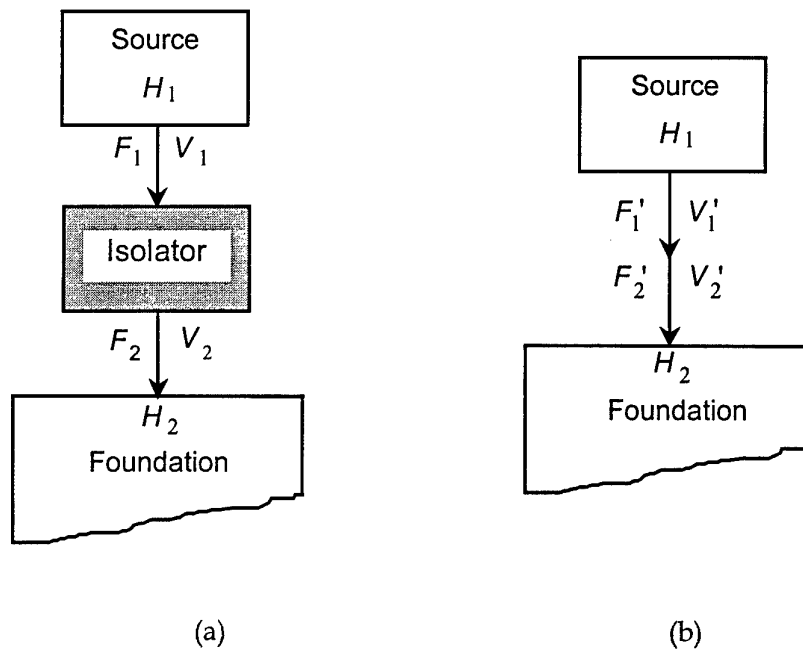 Source
H1
F1 V1
Isolator
F2 V2
H2
Foundation
(a)
Source
H1
F1' V1'
F2' V2'
H2
Foundation
(b)